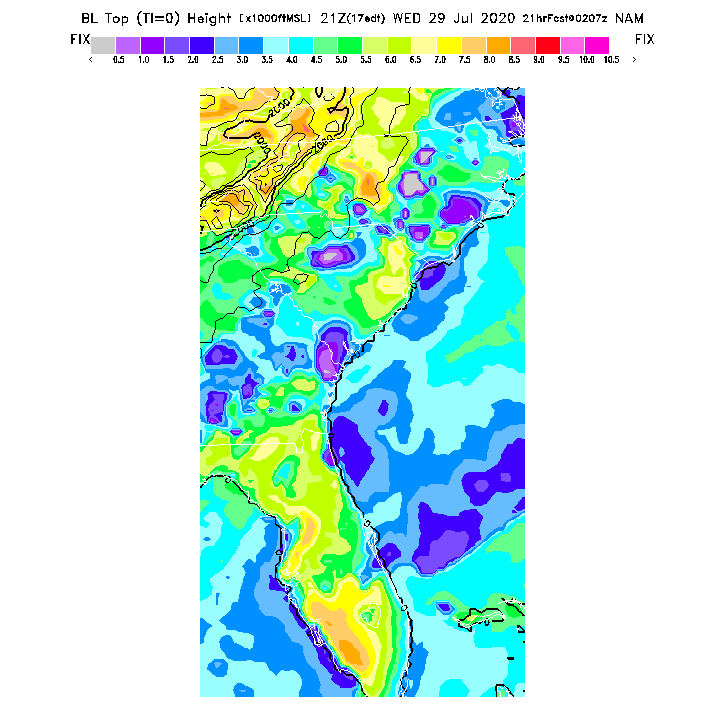 BL Top (TI=0) Height [x1000ftMSL] 21Z(17edt) WED 29 Jul 2020 21hrFcst@0207z NAM
FIX FIX
< 0.5 1.0 1.5 2.0 2.5 3.0 3.5 4.0 4.5 5.0 5.5 6.0 6.5 7.0 7.5 8.0 8.5 9.0 9.5 10.0 10.5 >
2000
2000
2000